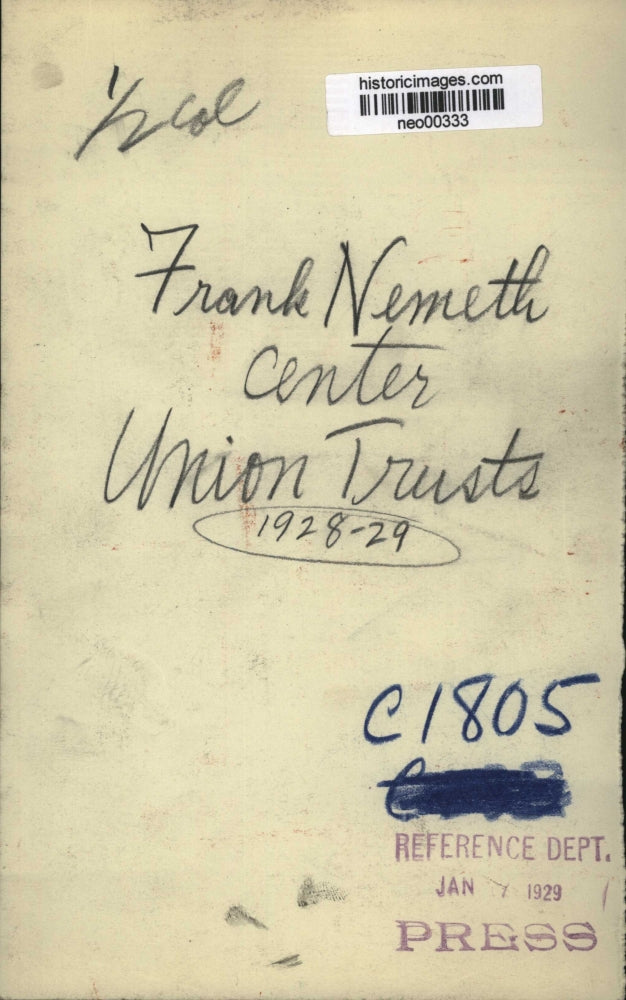 1/2 col
historicimages.com
neo00333
Frank Nemeth
Center
Union Trusts
1928-29
C1805
REFERENCE DEPT.
JAN 7 1929
PRESS